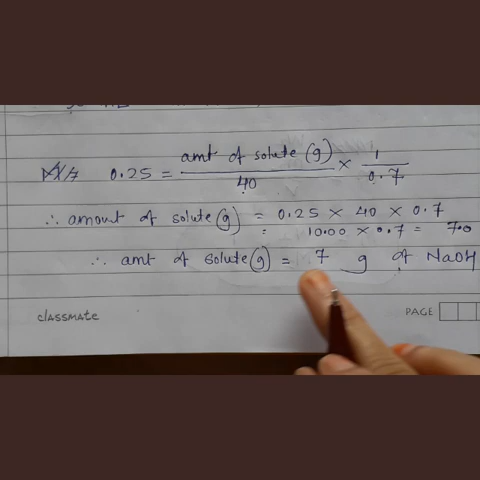 0.25 = amt of solute (g) / 40 × 1 / 0.7
∴ amount of solute (g) = 0.25 × 40 × 0.7
= 10.00 × 0.7 = 7.0
∴ amt of solute (g) = 7 g of NaOH
classmate
PAGE